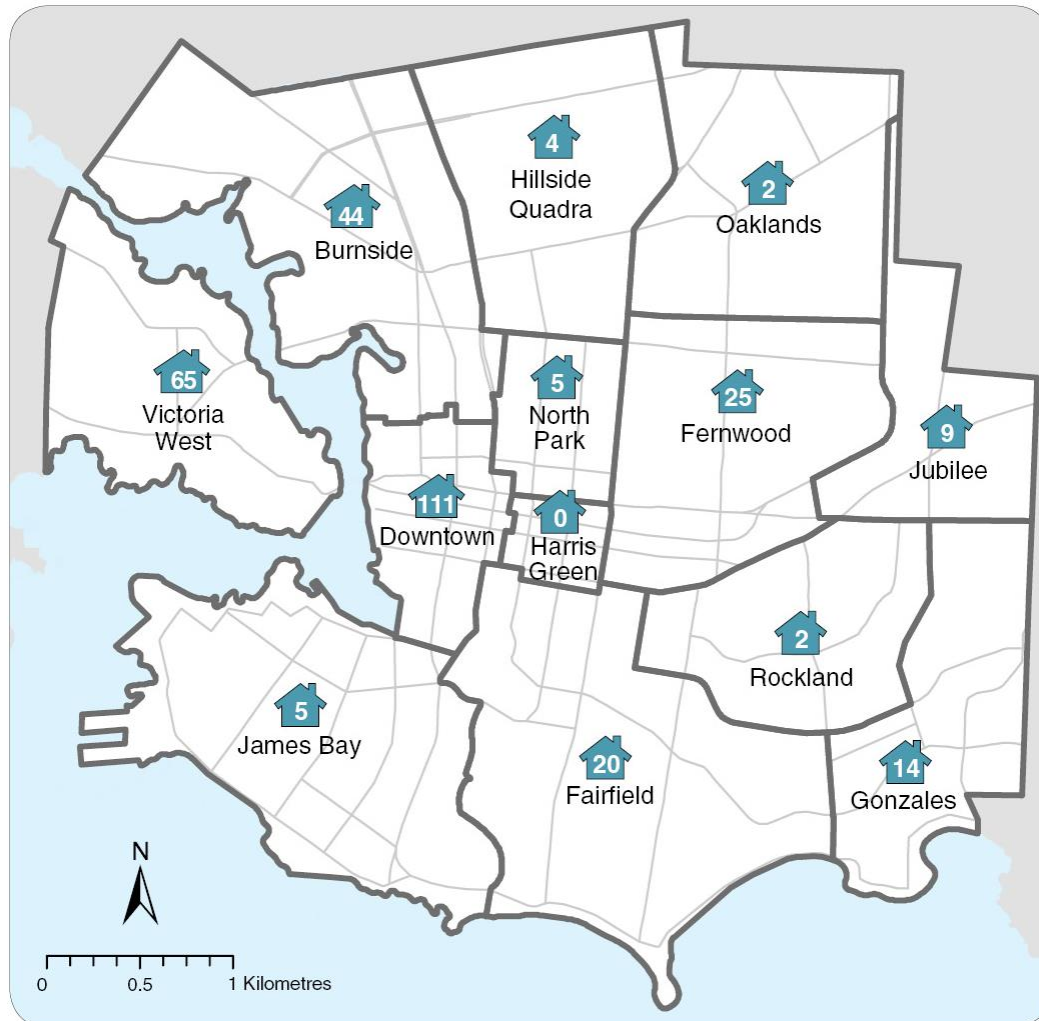 4
Hillside
Quadra
2
Oaklands
44
Burnside
65
Victoria
West
5
North
Park
25
Fernwood
9
Jubilee
111
Downtown
0
Harris
Green
2
Rockland
5
James Bay
20
Fairfield
14
Gonzales
N
0 0.5 1 Kilometres